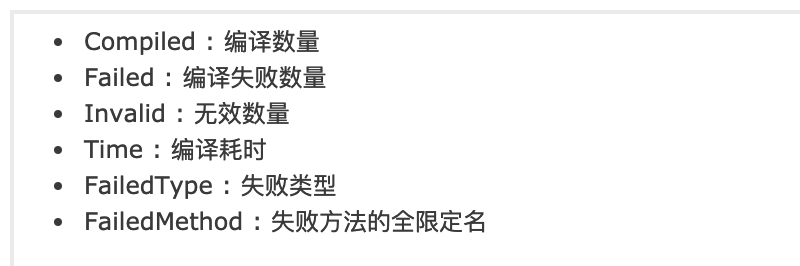 • Compiled：编译数量
• Failed：编译失败数量
• Invalid：无效数量
• Time：编译耗时
• FailedType：失败类型
• FailedMethod：失败方法的全限定名